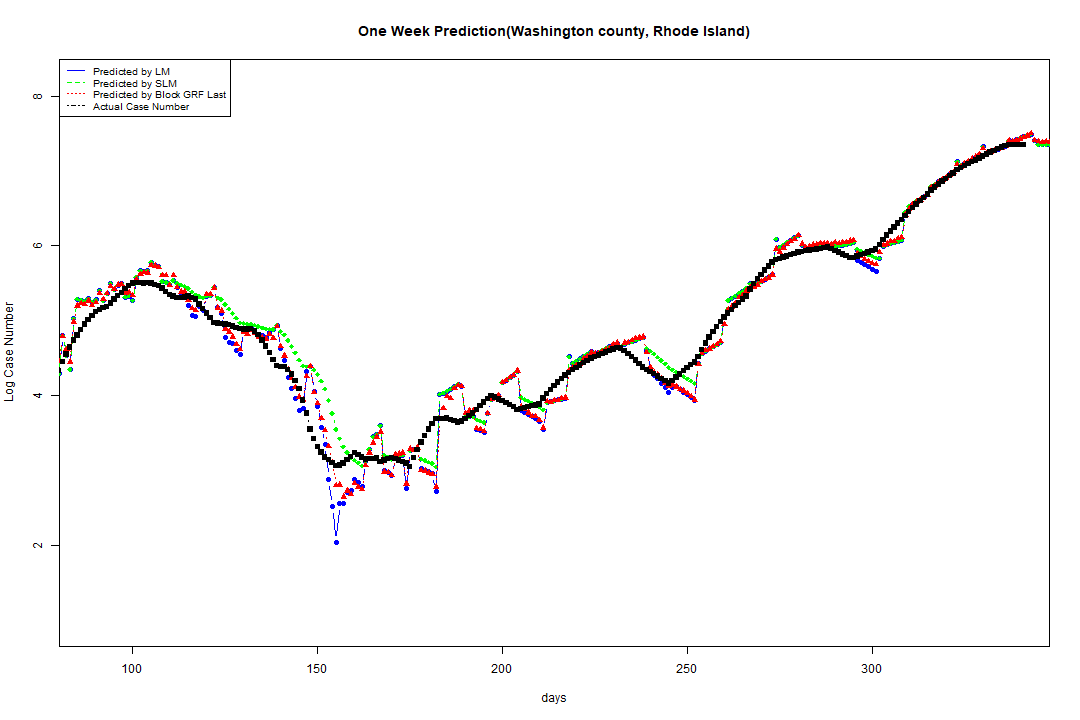 One Week Prediction(Washington county, Rhode Island)
Predicted by LM
Predicted by SLM
Predicted by Block GRF Last
Actual Case Number
8
6
4
2
Log Case Number
100 150 200 250 300
days